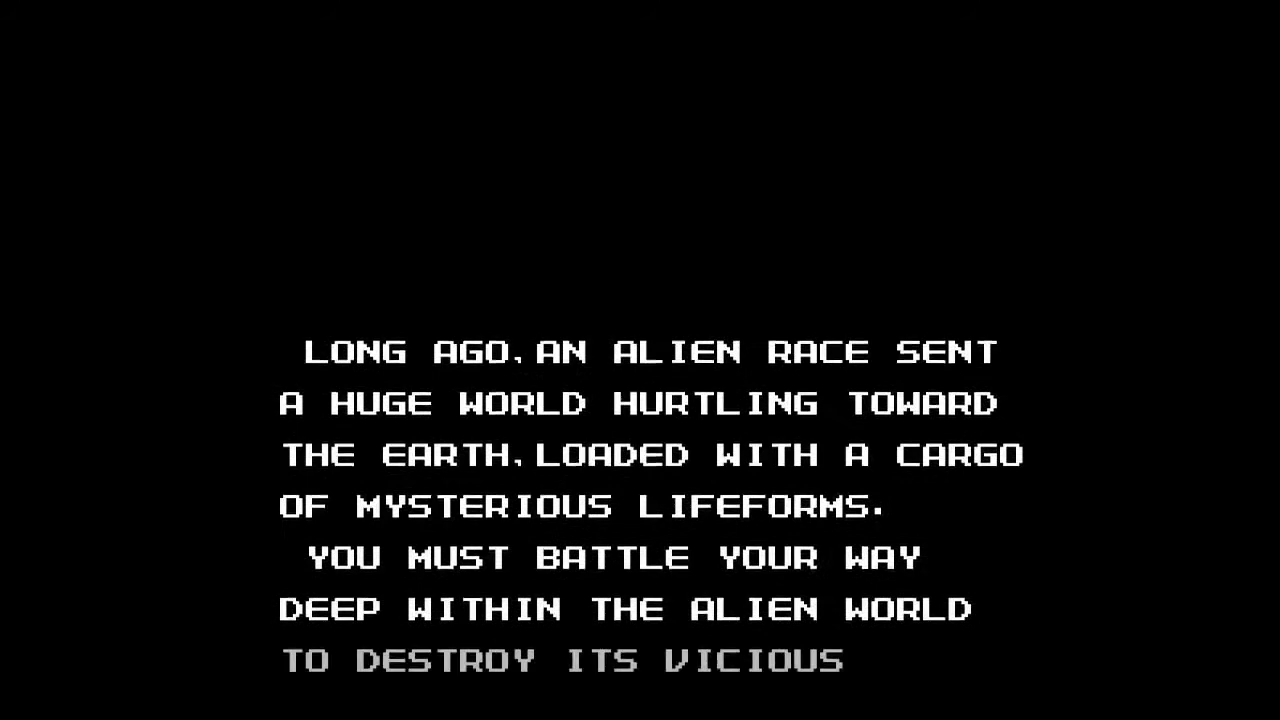 LONG AGO,AN ALIEN RACE SENT
A HUGE WORLD HURTLING TOWARD
THE EARTH,LOADED WITH A CARGO
OF MYSTERIOUS LIFEFORMS.
YOU MUST BATTLE YOUR WAY
DEEP WITHIN THE ALIEN WORLD
TO DESTROY ITS VICIOUS